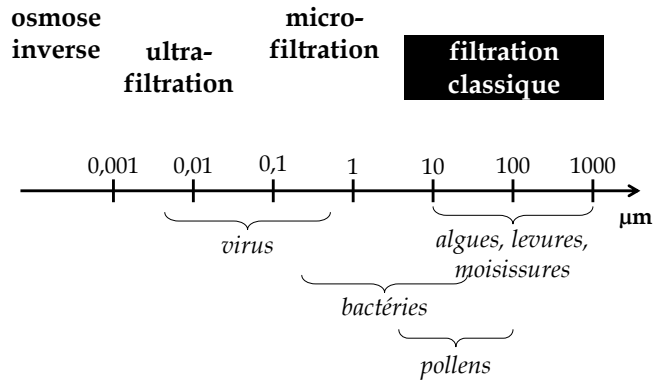 osmose
inverse
ultra-
filtration
micro-
filtration
filtration
classique
0,001 0,01 0,1 1 10 100 1000
µm
virus
algues, levures,
moisissures
bactéries
pollens